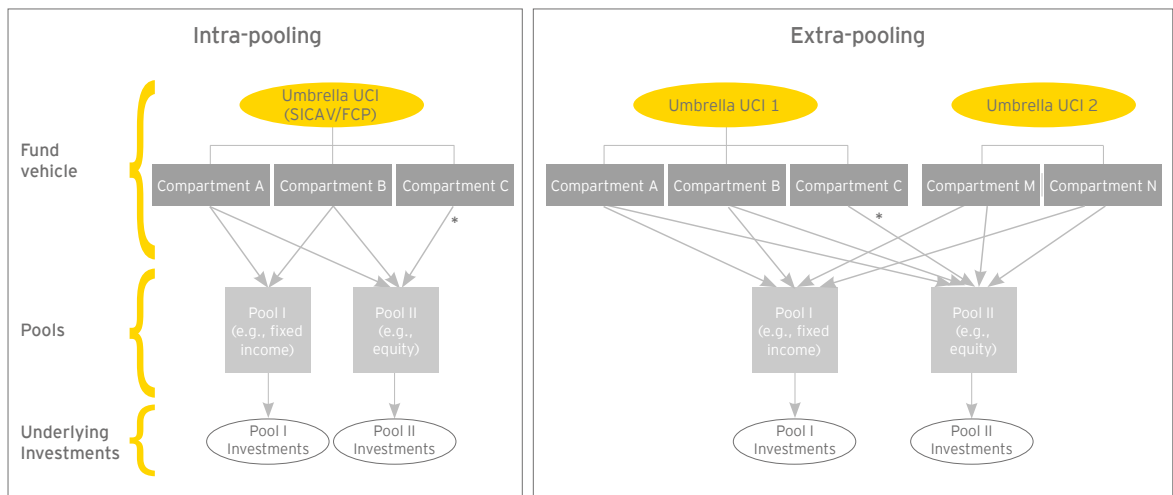 Intra-pooling
Umbrella UCI
(SICAV/FCP)
Fund
vehicle
Compartment A
Compartment B
Compartment C
*
Pools
Pool I
(e.g., fixed
income)
Pool II
(e.g.,
equity)
Underlying
Investments
Pool I
Investments
Pool II
Investments
Extra-pooling
Umbrella UCI 1
Umbrella UCI 2
Compartment A
Compartment B
Compartment C
Compartment M
Compartment N
*
Pool I
(e.g., fixed
income)
Pool II
(e.g.,
equity)
Pool I
Investments
Pool II
Investments